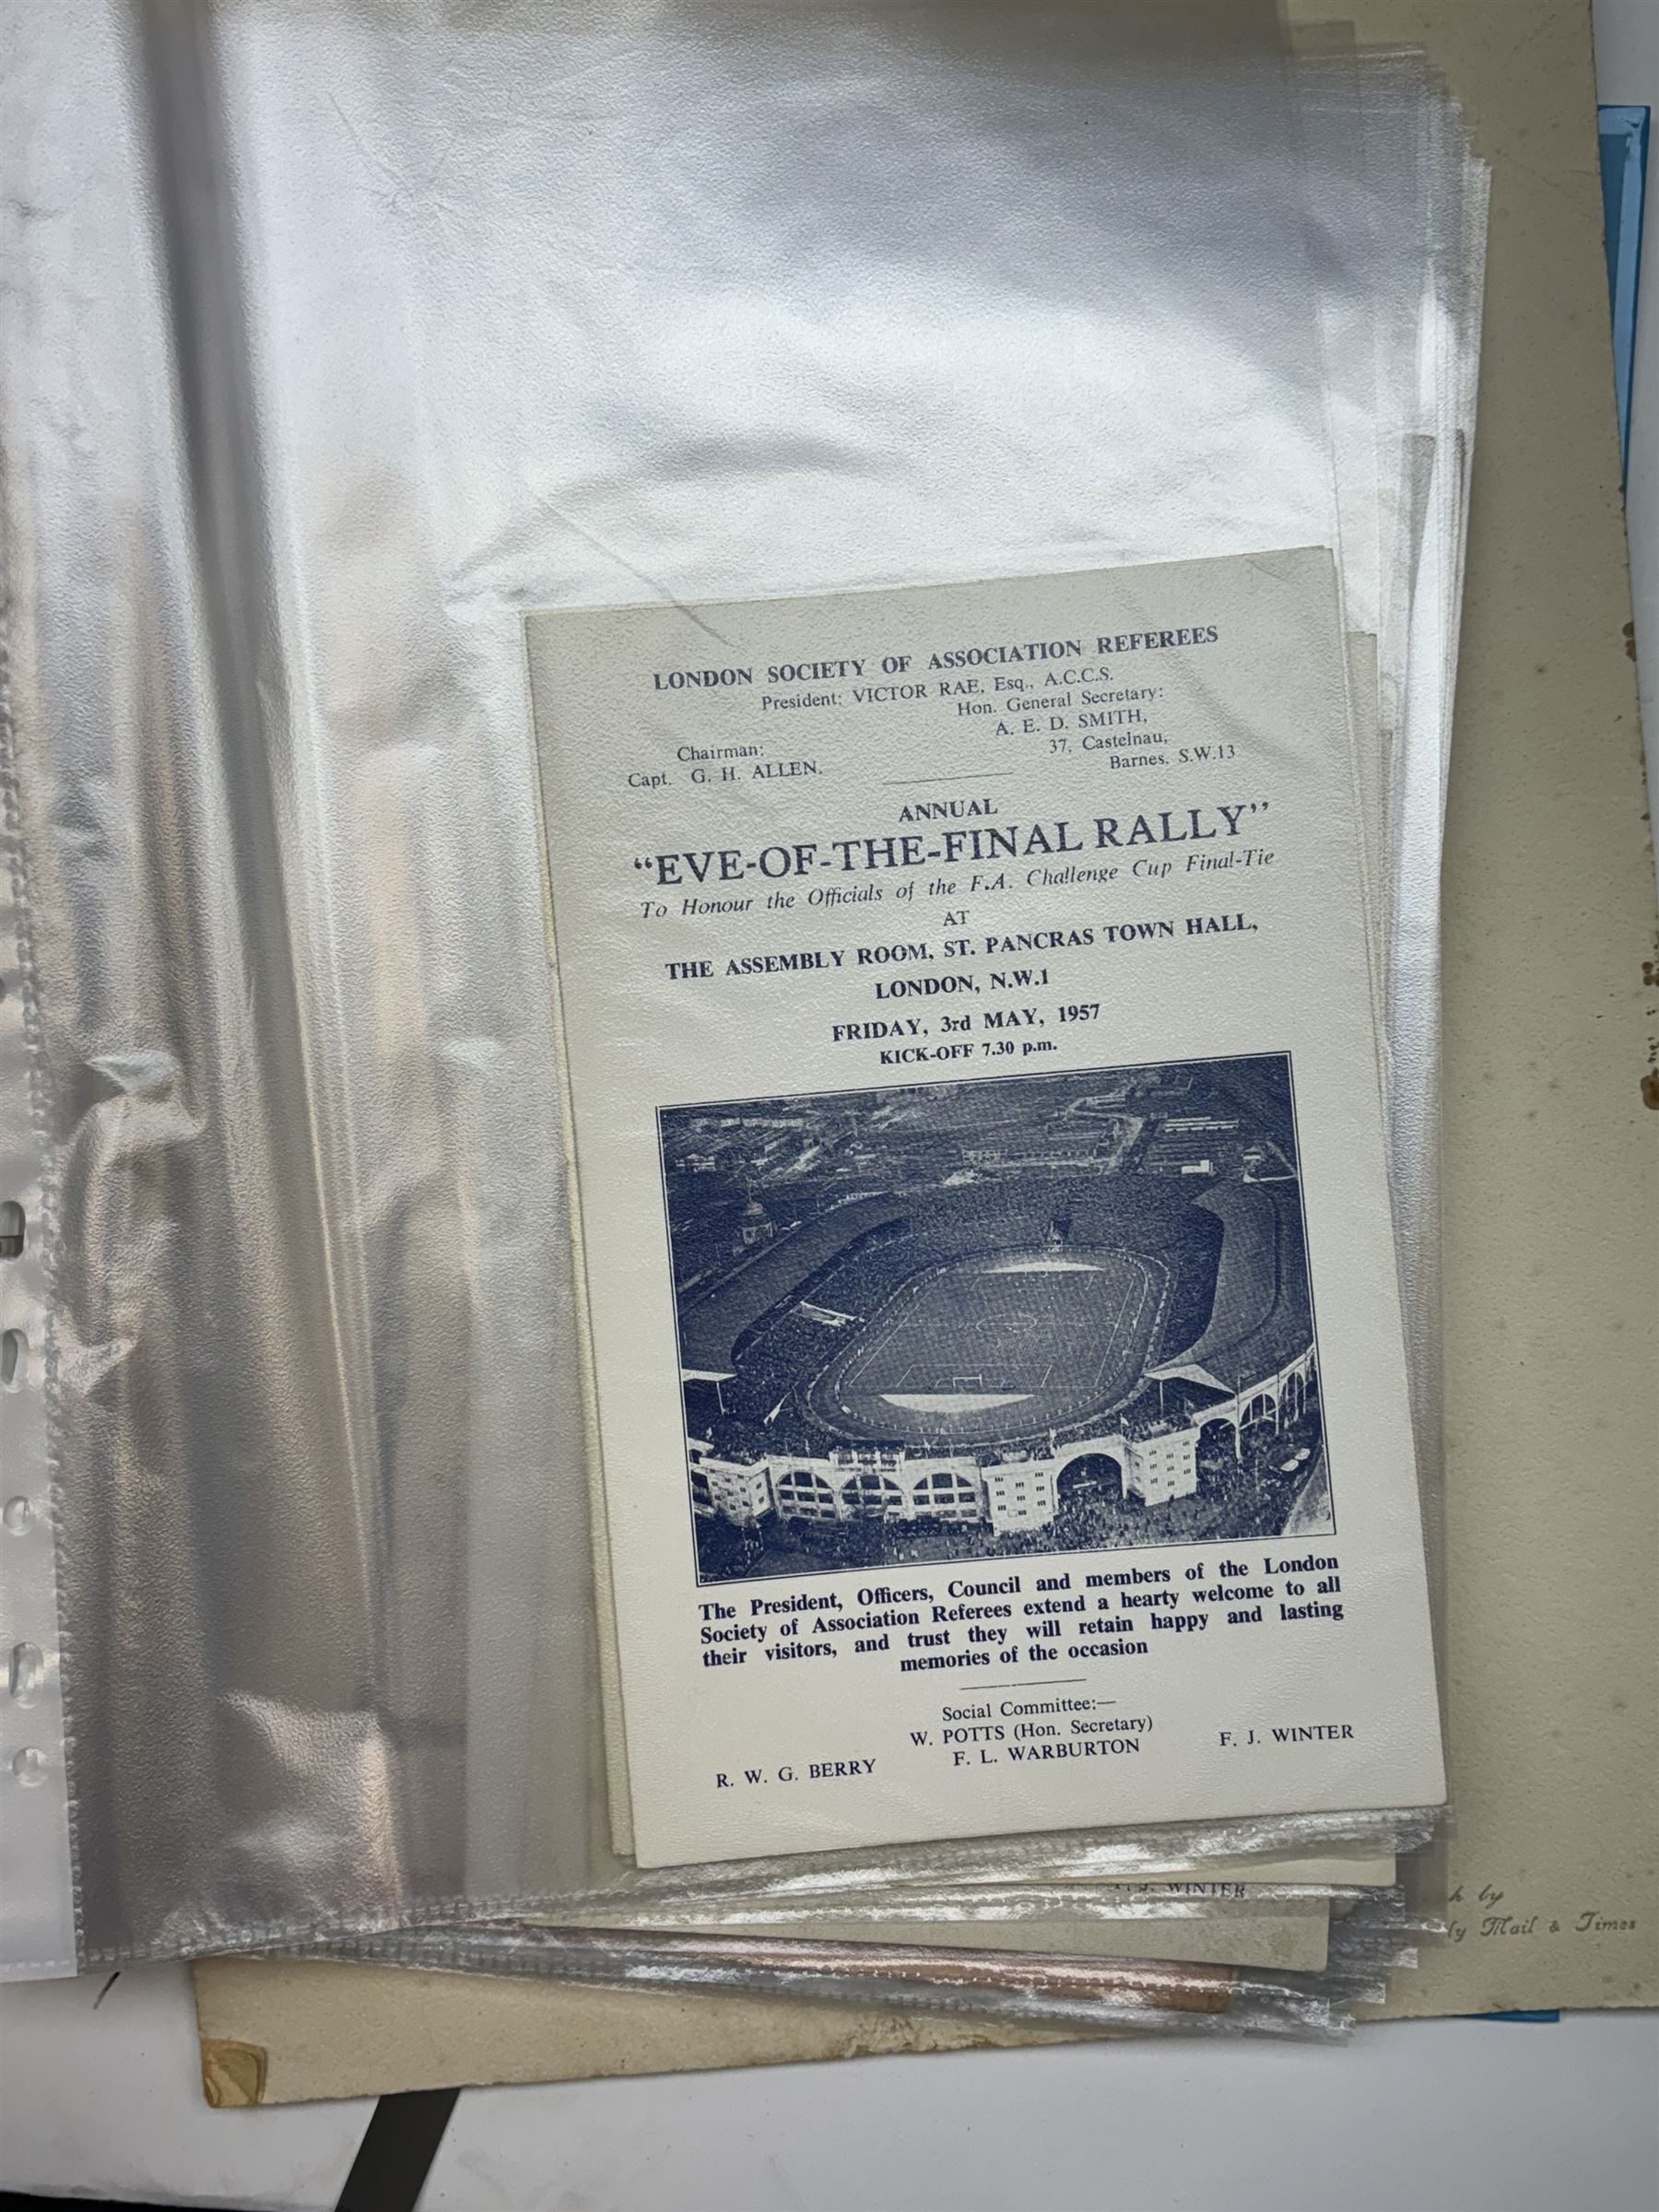 LONDON SOCIETY OF ASSOCIATION REFEREES
President: VICTOR RAE, Esq., A.C.C.S.
Hon. General Secretary:
A. E. D. SMITH,
37, Castelnau,
Barnes. S.W.13
Chairman:
Capt. G. H. ALLEN.
ANNUAL
"EVE-OF-THE-FINAL RALLY"
To Honour the Officials of the F.A. Challenge Cup Final-Tie
AT
THE ASSEMBLY ROOM, ST. PANCRAS TOWN HALL,
LONDON, N.W.1
FRIDAY, 3rd MAY, 1957
KICK-OFF 7.30 p.m.
The President, Officers, Council and members of the London
Society of Association Referees extend a hearty welcome to all
their visitors, and trust they will retain happy and lasting
memories of the occasion
Social Committee:—
W. POTTS (Hon. Secretary)
R. W. G. BERRY F. L. WARBURTON F. J. WINTER
J. WINTER
by
Mail & Times